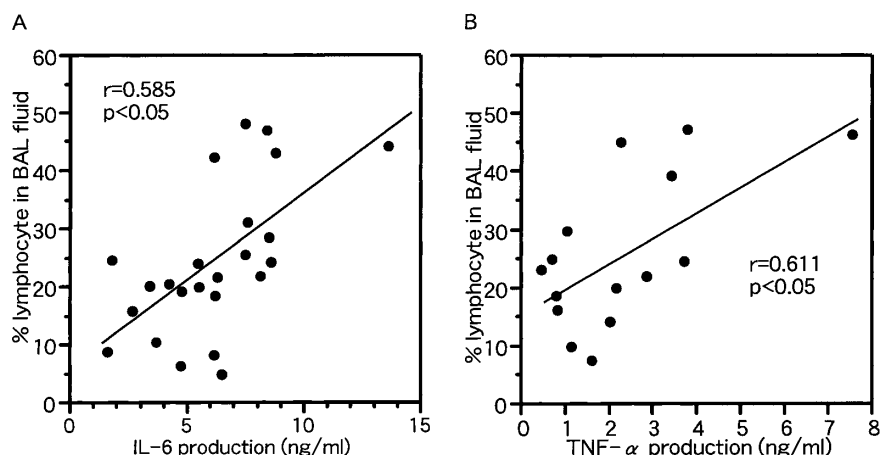 A
60
50
40
30
20
10
0
% lymphocyte in BAL fluid
r=0.585
p<0.05
0 5 10 15
IL-6 production (ng/ml)
B
60
50
40
30
20
10
0
% lymphocyte in BAL fluid
r=0.611
p<0.05
0 1 2 3 4 5 6 7 8
TNF-α production (ng/ml)